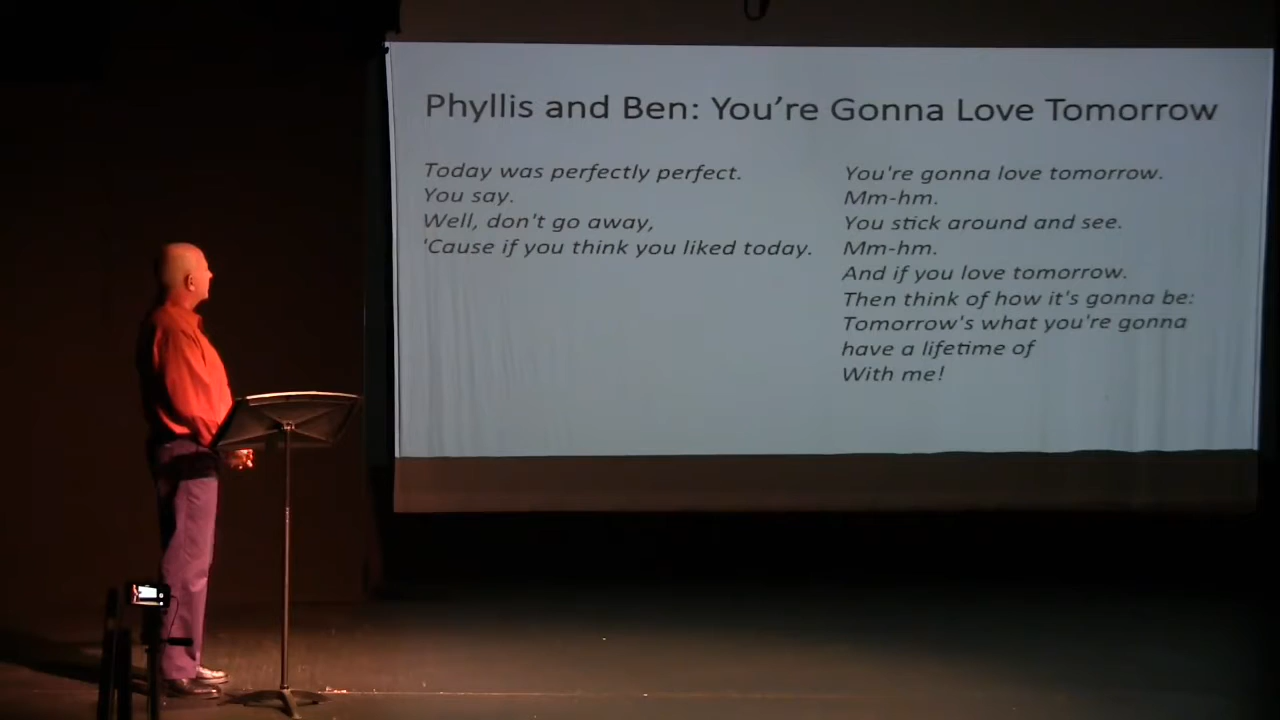 Phyllis and Ben: You’re Gonna Love Tomorrow
Today was perfectly perfect.
You say.
Well, don't go away,
'Cause if you think you liked today.
You're gonna love tomorrow.
Mm-hm.
You stick around and see.
Mm-hm.
And if you love tomorrow.
Then think of how it's gonna be:
Tomorrow's what you're gonna
have a lifetime of
With me!